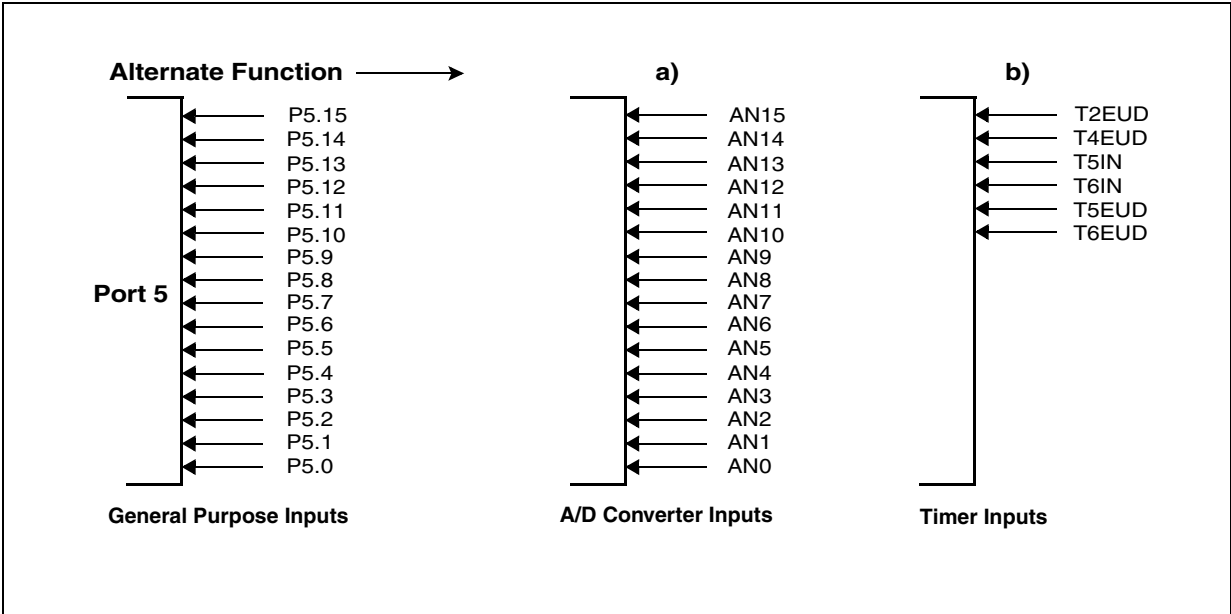 Alternate Function
a)
b)
P5.15 AN15 T2EUD
P5.14 AN14 T4EUD
P5.13 AN13 T5IN
P5.12 AN12 T6IN
P5.11 AN11 T5EUD
P5.10 AN10 T6EUD
P5.9 AN9
P5.8 AN8
Port 5
P5.7 AN7
P5.6 AN6
P5.5 AN5
P5.4 AN4
P5.3 AN3
P5.2 AN2
P5.1 AN1
P5.0 AN0
General Purpose Inputs
A/D Converter Inputs
Timer Inputs